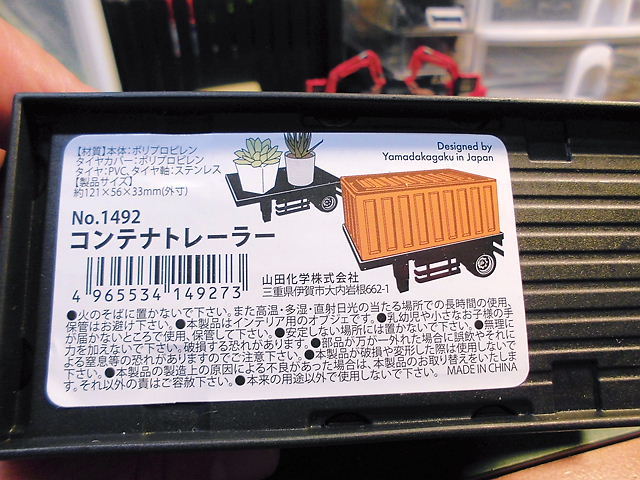 【材質】本体：ポリプロピレン
タイヤカバー：ポリプロピレン
タイヤ：PVC、タイヤ軸：ステンレス
【製品サイズ】
約121×56×33mm(外寸)
Designed by
Yamadakagaku in Japan
No.1492
コンテナトレーラー
4 965534 149273
山田化学株式会社
三重県伊賀市大内岩根662-1
●火のそばに置かないで下さい。また高温・多湿・直射日光の当たる場所での長時間の使用、
保管はお避け下さい。●本製品はインテリア用のオブジェです。●乳幼児や小さなお子様の手
が届かないところで使用、保管して下さい。●安定しない場所には置かないで下さい。●無理に
力を加えないで下さい。破損する恐れがあります。●部品が万が一外れた場合に誤飲やそれに
よる窒息等の恐れがありますのでご注意下さい。●本製品が破損や変形した際は使用しないで
下さい。●本製品の製造上の原因による不良があった場合は、本製品のお取り替えをいたしま
す。それ以外の責はご容赦下さい。●本来の用途以外で使用しないで下さい。 MADE IN CHINA